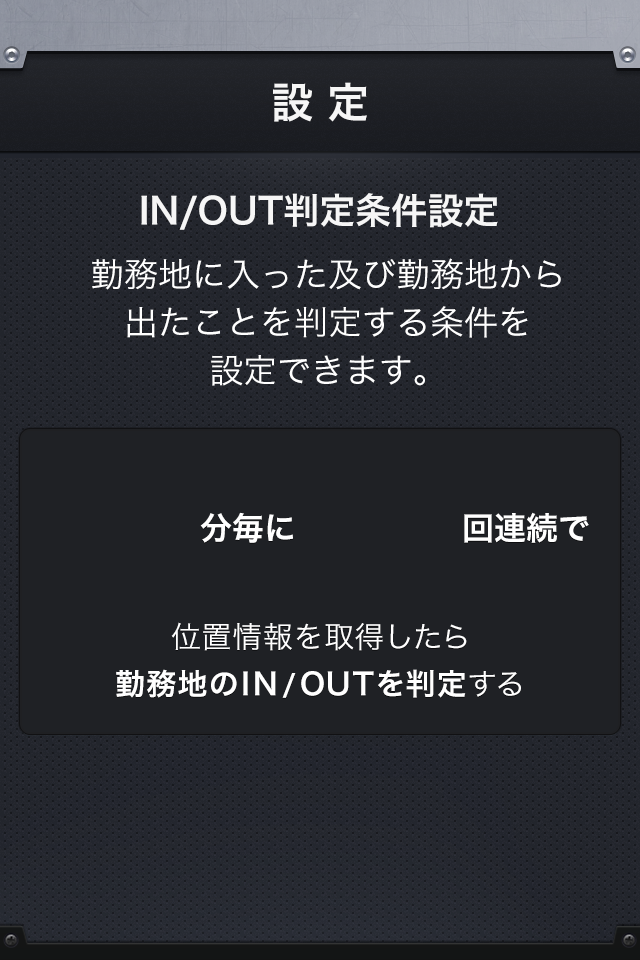 設定
IN/OUT判定条件設定
勤務地に入った及び勤務地から
出たことを判定する条件を
設定できます。
分毎に 回連続で
位置情報を取得したら
勤務地のIN/OUTを判定する